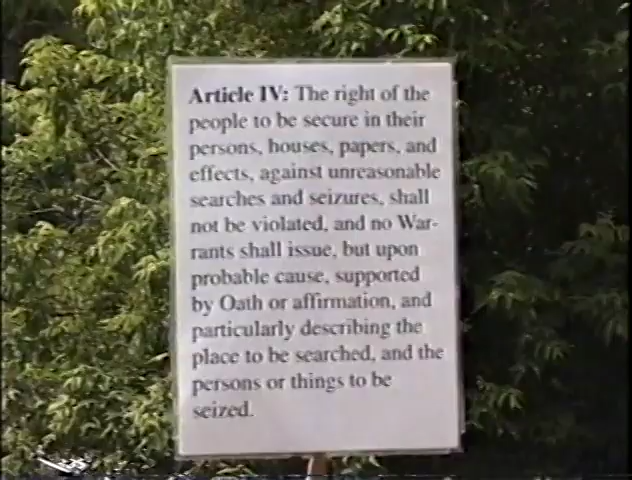 Article IV: The right of the
people to be secure in their
persons, houses, papers, and
effects, against unreasonable
searches and seizures, shall
not be violated, and no War-
rants shall issue, but upon
probable cause, supported
by Oath or affirmation, and
particularly describing the
place to be searched, and the
persons or things to be
seized.